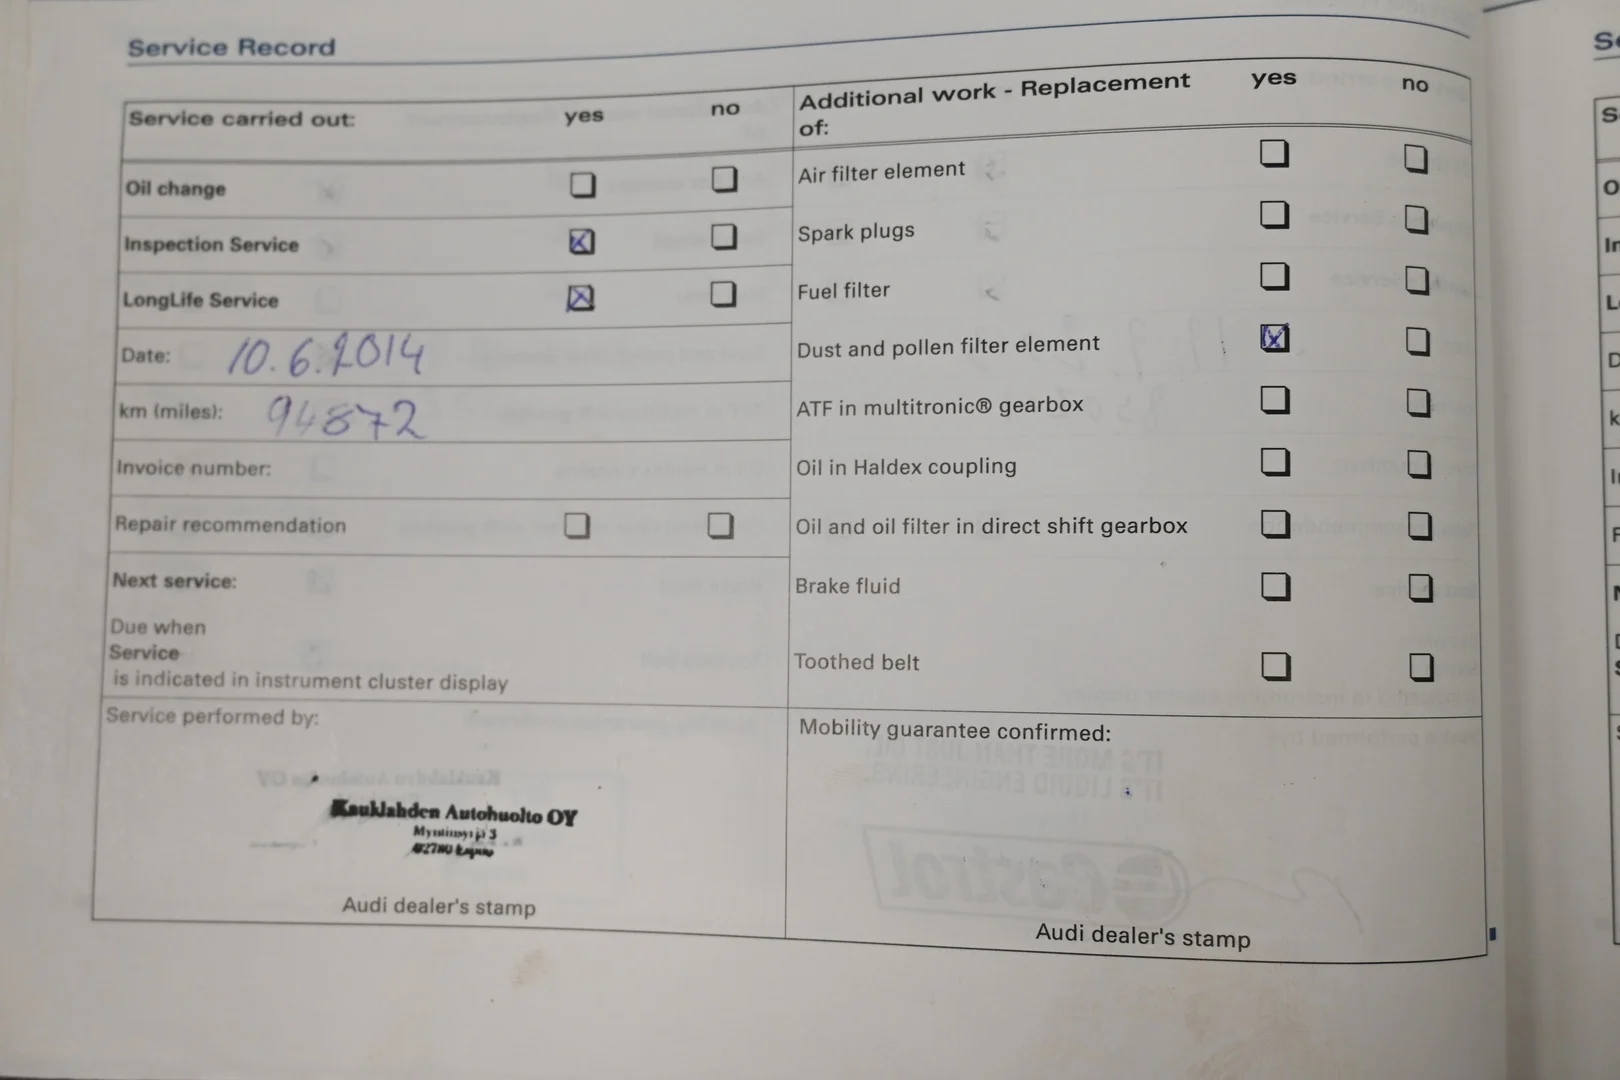 Service Record
Service carried out: yes no
Oil change
Inspection Service
LongLife Service
Date: 10.6.2014
km (miles): 94872
Invoice number:
Repair recommendation
Next service:
Due when
Service
is indicated in instrument cluster display
Service performed by:
Kauklahden Autohuolto OY
3
Audi dealer's stamp
Additional work - Replacement yes no
of:
Air filter element
Spark plugs
Fuel filter
Dust and pollen filter element
ATF in multitronic® gearbox
Oil in Haldex coupling
Oil and oil filter in direct shift gearbox
Brake fluid
Toothed belt
Mobility guarantee confirmed:
Audi dealer's stamp